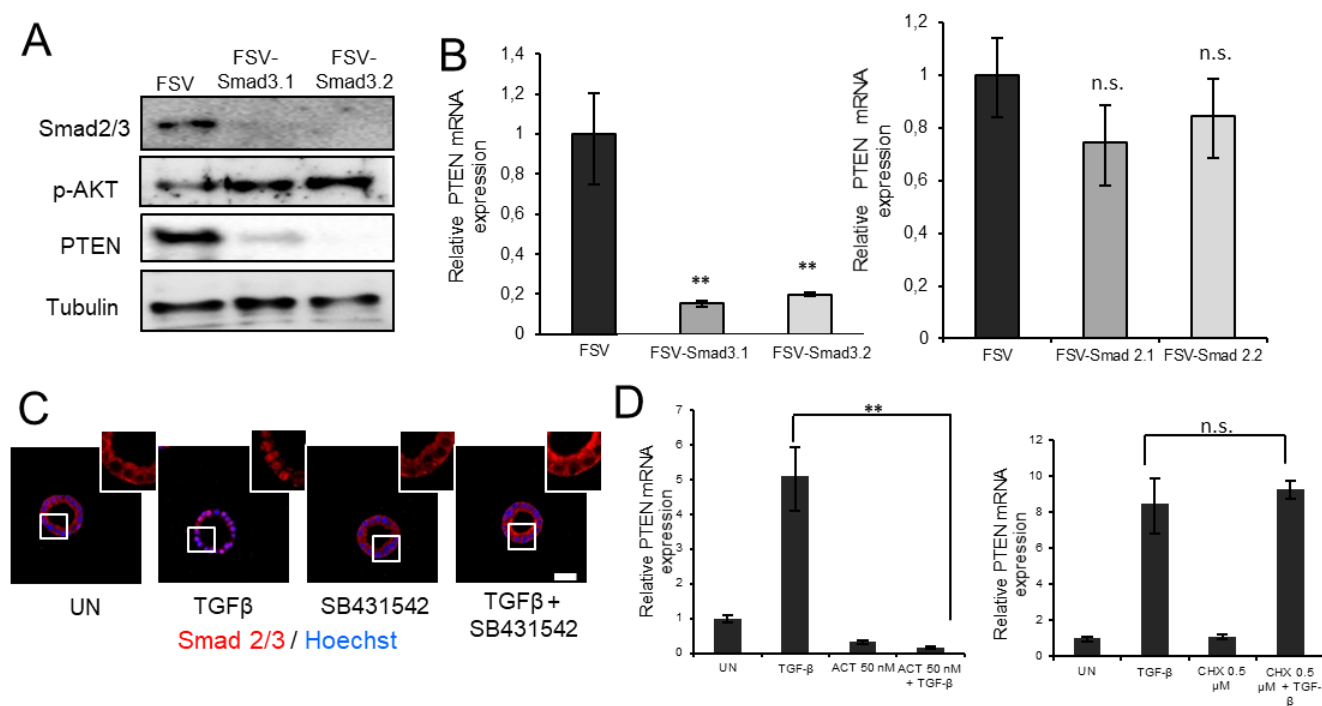 A
FSV
FSV-
Smad3.1
FSV-
Smad3.2
Smad2/3
p-AKT
PTEN
Tubulin
B
Relative PTEN mRNA
expression
1,4
1,2
1
0,8
0,6
0,4
0,2
0
**
**
FSV
FSV-Smad3.1
FSV-Smad3.2
Relative PTEN mRNA
expression
1,2
1
0,8
0,6
0,4
0,2
0
n.s.
n.s.
FSV
FSV-Smad 2.1
FSV-Smad 2.2
C
UN
TGFβ
SB431542
TGFβ +
SB431542
Smad 2/3 / Hoechst
D
Relative PTEN mRNA
expression
7
6
5
4
3
2
1
0
**
UN
TGF-β
ACT 50 nM
ACT 50 nM
+ TGF-β
Relative PTEN mRNA
expression
12
10
8
6
4
2
0
n.s.
UN
TGF-β
CHX 0.5
μM
CHX 0.5
μM + TGF-
β